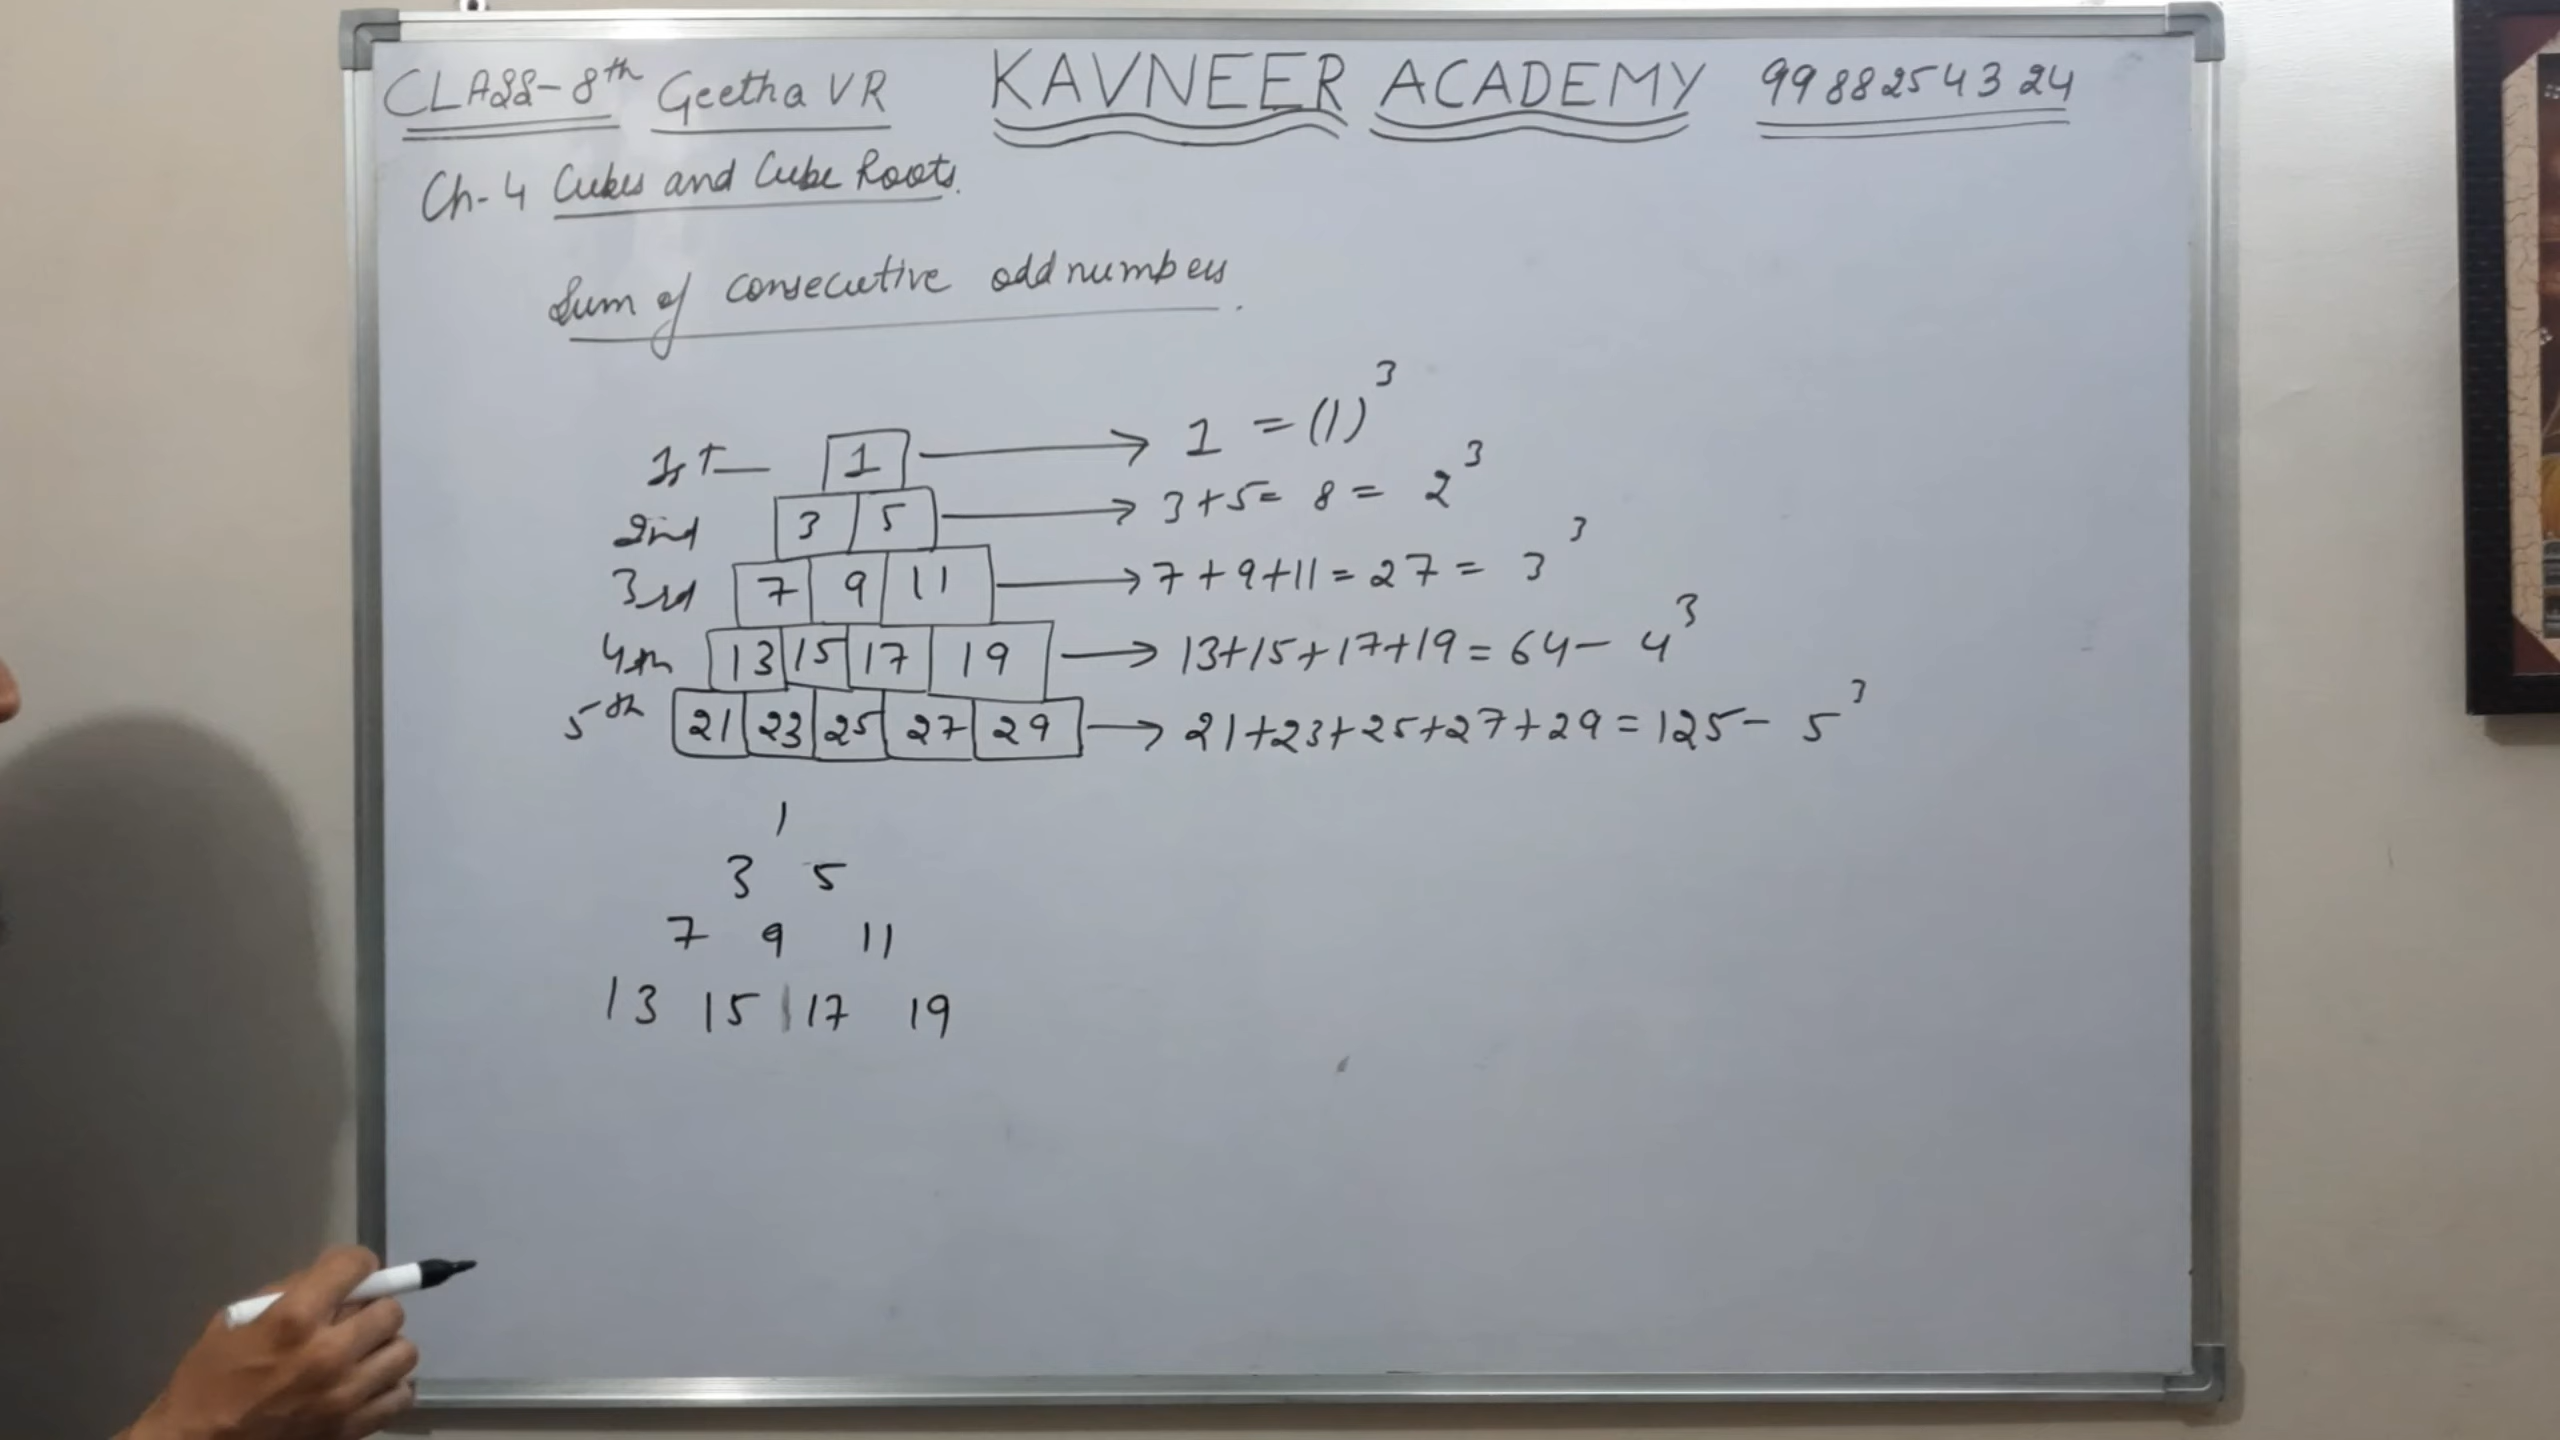 CLASS-8th Geetha VR KAVNEER ACADEMY 9988254324
Ch-4 Cubes and Cube Roots.
Sum of consecutive odd numbers.
1st— 1 → 1 = (1)³
2nd 3 5 → 3+5= 8 = 2³
3rd 7 9 11 → 7+9+11 = 27 = 3³
4th 13 15 17 19 → 13+15+17+19 = 64 — 4³
5th 21 23 25 27 29 → 21+23+25+27+29 = 125 — 5³
1
3 5
7 9 11
13 15 17 19